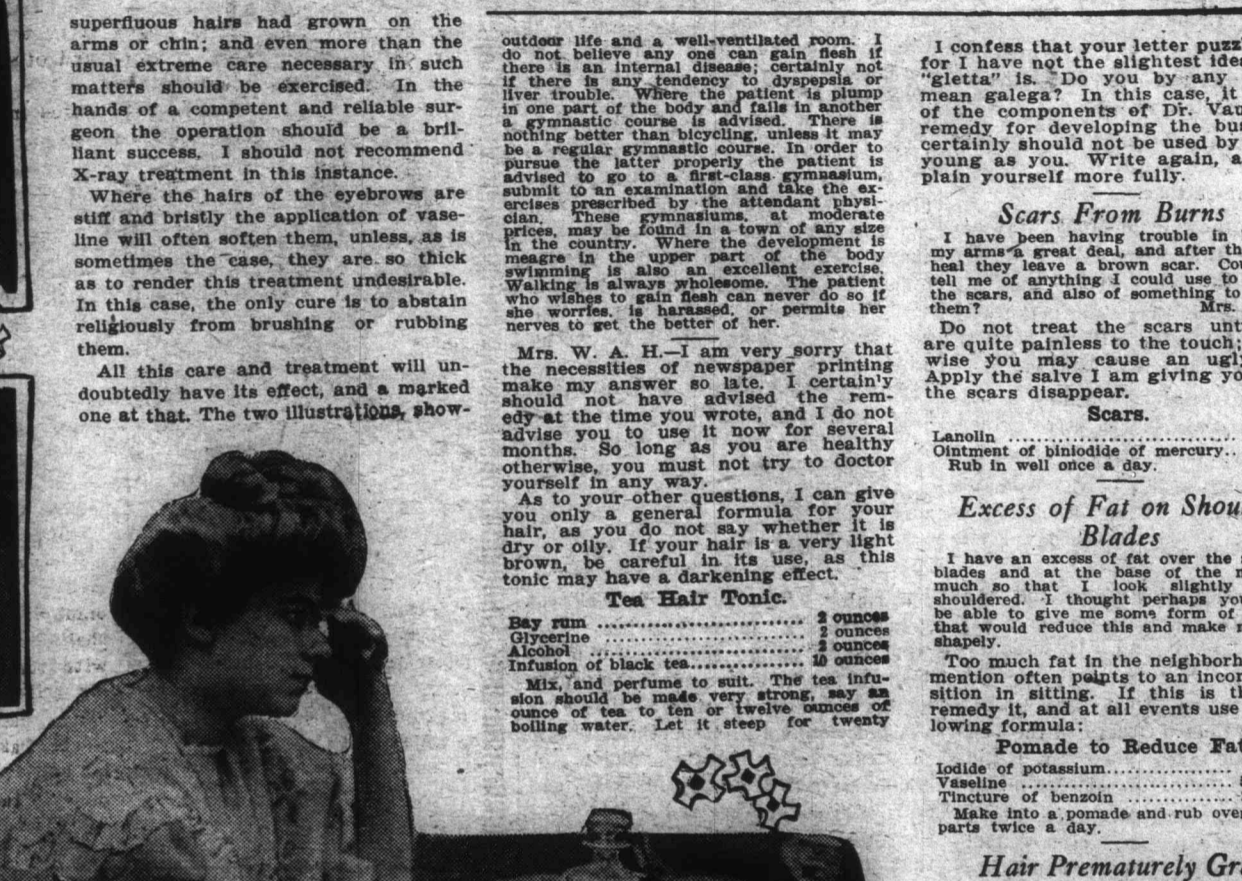 superfluous hairs had grown on the
arms or chin; and even more than the
usual extreme care necessary in such
matters should be exercised. In the
hands of a competent and reliable sur-
geon the operation should be a bril-
liant success. I should not recommend
X-ray treatment in this instance.
Where the hairs of the eyebrows are
stiff and bristly the application of vase-
line will often soften them, unless, as is
sometimes the case, they are so thick
as to render this treatment undesirable.
In this case, the only cure is to abstain
religiously from brushing or rubbing
them.
All this care and treatment will un-
doubtedly have its effect, and a marked
one at that. The two illustrations, show-
outdoor life and a well-ventilated room. I
do not believe any one can gain flesh if
there is an internal disease; certainly not
if there is any tendency to dyspepsia or
liver trouble. Where the patient is plump
in one part of the body and falls in another
a gymnastic course is advised. There is
nothing better than bicycling, unless it may
be a regular gymnastic course. In order to
pursue the latter properly the patient is
advised to go to a first-class gymnasium,
submit to an examination and take the ex-
ercises prescribed by the attendant physi-
cian. These gymnasiums, at moderate
prices, may be found in a town of any size
in the country. Where the development is
meagre in the upper part of the body
swimming is also an excellent exercise.
Walking is always wholesome. The patient
who wishes to gain flesh can never do so if
she worries, is harassed, or permits her
nerves to get the better of her.
Mrs. W. A. H.—I am very sorry that
the necessities of newspaper printing
make my answer so late. I certain'y
should not have advised the rem-
edy at the time you wrote, and I do not
advise you to use it now for several
months. So long as you are healthy
otherwise, you must not try to doctor
yourself in any way.
As to your other questions, I can give
you only a general formula for your
hair, as you do not say whether it is
dry or oily. If your hair is a very light
brown, be careful in its use, as this
tonic may have a darkening effect.
Tea Hair Tonic.
Bay rum .......... 2 ounces
Glycerine .......... 2 ounces
Alcohol .......... 2 ounces
Infusion of black tea.......... 10 ounces
Mix, and perfume to suit. The tea infu-
sion should be made very strong, say an
ounce of tea to ten or twelve ounces of
boiling water. Let it steep for twenty
I confess that your letter puzz
for I have not the slightest ide
"gletta" is. Do you by any
mean galega? In this case, it
of the components of Dr. Vau
remedy for developing the bu
certainly should not be used by
young as you. Write again, a
plain yourself more fully.
Scars From Burns
I have been having trouble in
my arms a great deal, and after th
heal they leave a brown scar. Co
tell me of anything I could use to
the scars, and also of something to
them? Mrs.
Do not treat the scars unt
are quite painless to the touch;
wise you may cause an ugl
Apply the salve I am giving yo
the scars disappear.
Scars.
Lanolin ..........
Ointment of biniodide of mercury..
Rub in well once a day.
Excess of Fat on Shou
Blades
I have an excess of fat over the
blades and at the base of the n
much so that I look slightly
shouldered. I thought perhaps you
be able to give me some form of
that would reduce this and make m
shapely.
Too much fat in the neighborh
mention often points to an incor
sition in sitting. If this is th
remedy it, and at all events use
lowing formula:
Pomade to Reduce Fat
Iodide of potassium..........
Vaseline ..........
Tincture of benzoin ..........
Make into a pomade and rub over
parts twice a day.
Hair Prematurely Gr